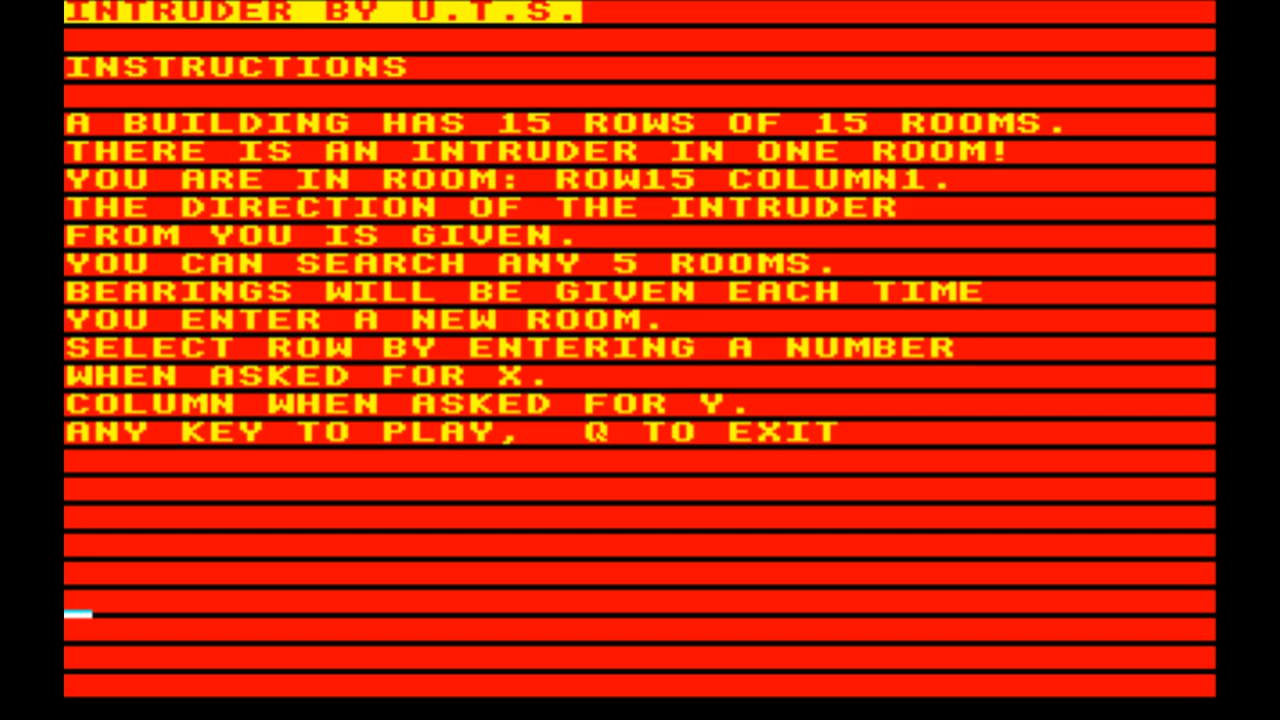 INTRUDER BY U.T.S.
INSTRUCTIONS
A BUILDING HAS 15 ROWS OF 15 ROOMS.
THERE IS AN INTRUDER IN ONE ROOM!
YOU ARE IN ROOM: ROW15 COLUMN1.
THE DIRECTION OF THE INTRUDER
FROM YOU IS GIVEN.
YOU CAN SEARCH ANY 5 ROOMS.
BEARINGS WILL BE GIVEN EACH TIME
YOU ENTER A NEW ROOM.
SELECT ROW BY ENTERING A NUMBER
WHEN ASKED FOR X.
COLUMN WHEN ASKED FOR Y.
ANY KEY TO PLAY,  Q TO EXIT